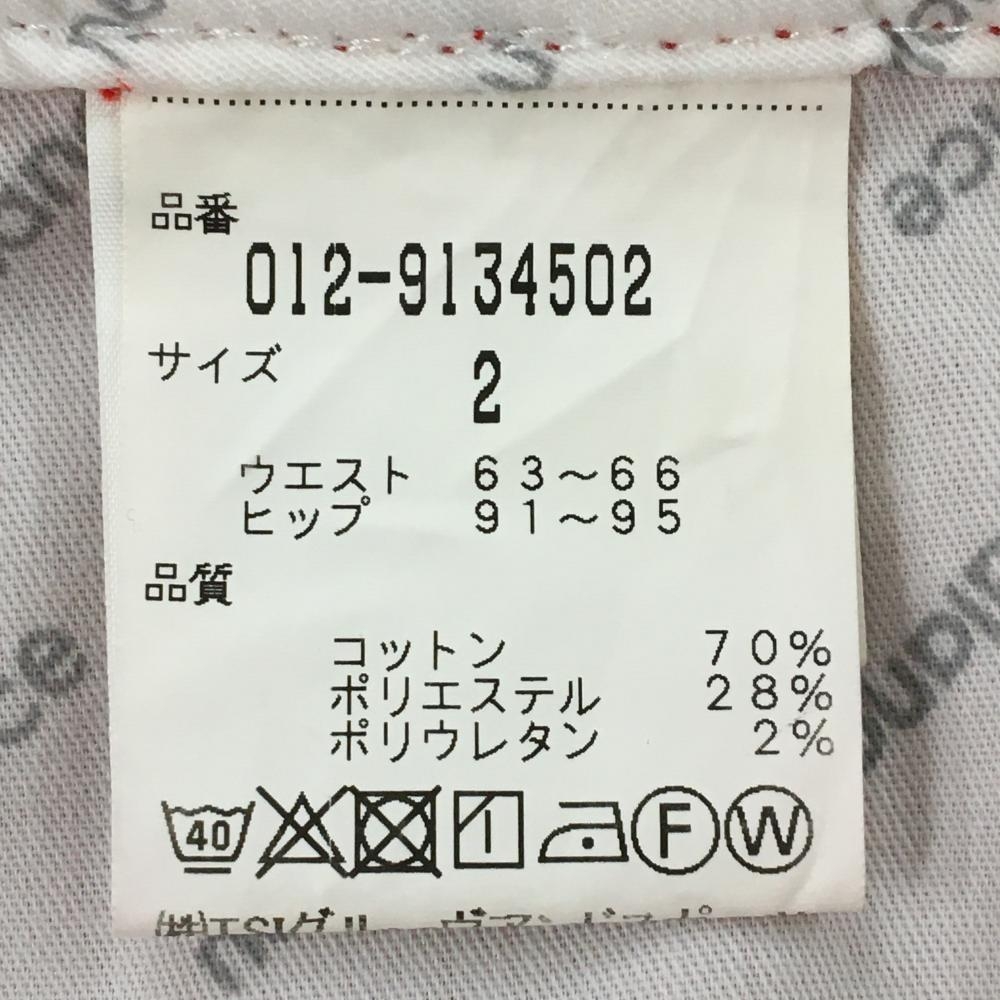 品番
012-9134502
サイズ 2
ウエスト 63～66
ヒップ 91～95
品質
コットン 70%
ポリエステル 28%
ポリウレタン 2%
40 F W